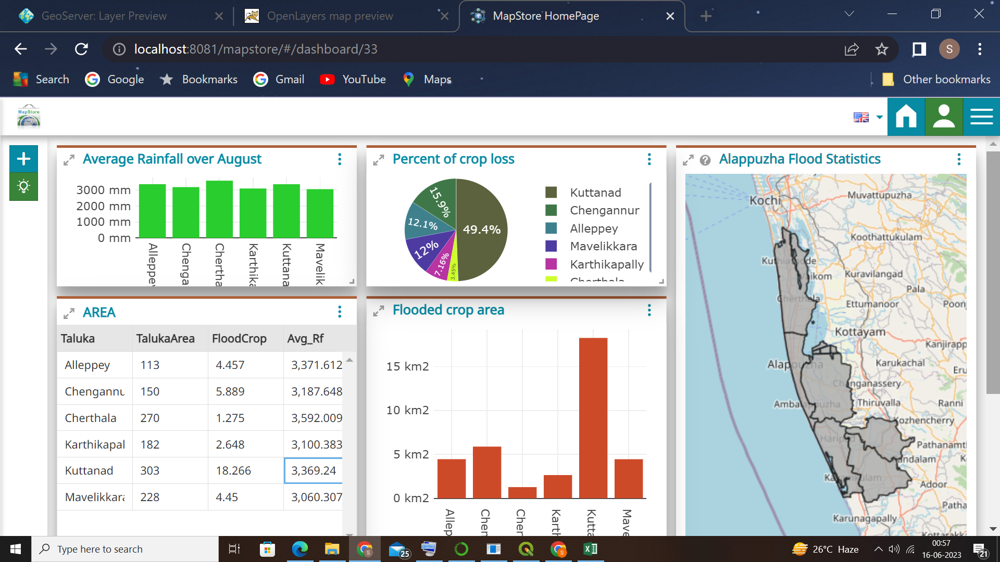 GeoServer: Layer Preview
OpenLayers map preview
MapStore HomePage
localhost:8081/mapstore/#/dashboard/33
S
Search
Google
Bookmarks
Gmail
YouTube
Maps
Other bookmarks
MapStore
Average Rainfall over August
3000 mm
2000 mm
1000 mm
0 mm
Alleppey
Chenga
Chertha
Karthika
Kuttana
Mavelik
Percent of crop loss
49.4%
15.9%
12.1%
12%
7.16%
3.45%
Kuttanad
Chengannur
Alleppey
Mavelikkara
Karthikapally
Cherthala
Alappuzha Flood Statistics
Kochi
Muvattupuzha
Koothattukulam
Kuthiathode
Vaikom
Kuravilangad
Pala
Cherthala
Ettumanoor
Poonj
Kottayam
Kanjirapp
Alappuzha
Karukachal
Eru
Changanassery
Ambalappuzha
Thiruvalla
Ranni
Kozhencherry
Haripad
Pathanamt
Pandalam
K
Kayamkulam
Adoor
Patha
Karunagapally
Kottarakk
AREA
Taluka TalukaArea FloodCrop Avg_Rf
Alleppey 113 4.457 3,371.612
Chengannu 150 5.889 3,187.648
Cherthala 270 1.275 3,592.009
Karthikapal 182 2.648 3,100.383
Kuttanad 303 18.266 3,369.24
Mavelikkara 228 4.45 3,060.307
Flooded crop area
15 km2
10 km2
5 km2
0 km2
Allep
Chen
Cher
Karth
Kutta
Mave
Type here to search
25
26°C Haze
00:57
16-06-2023
21